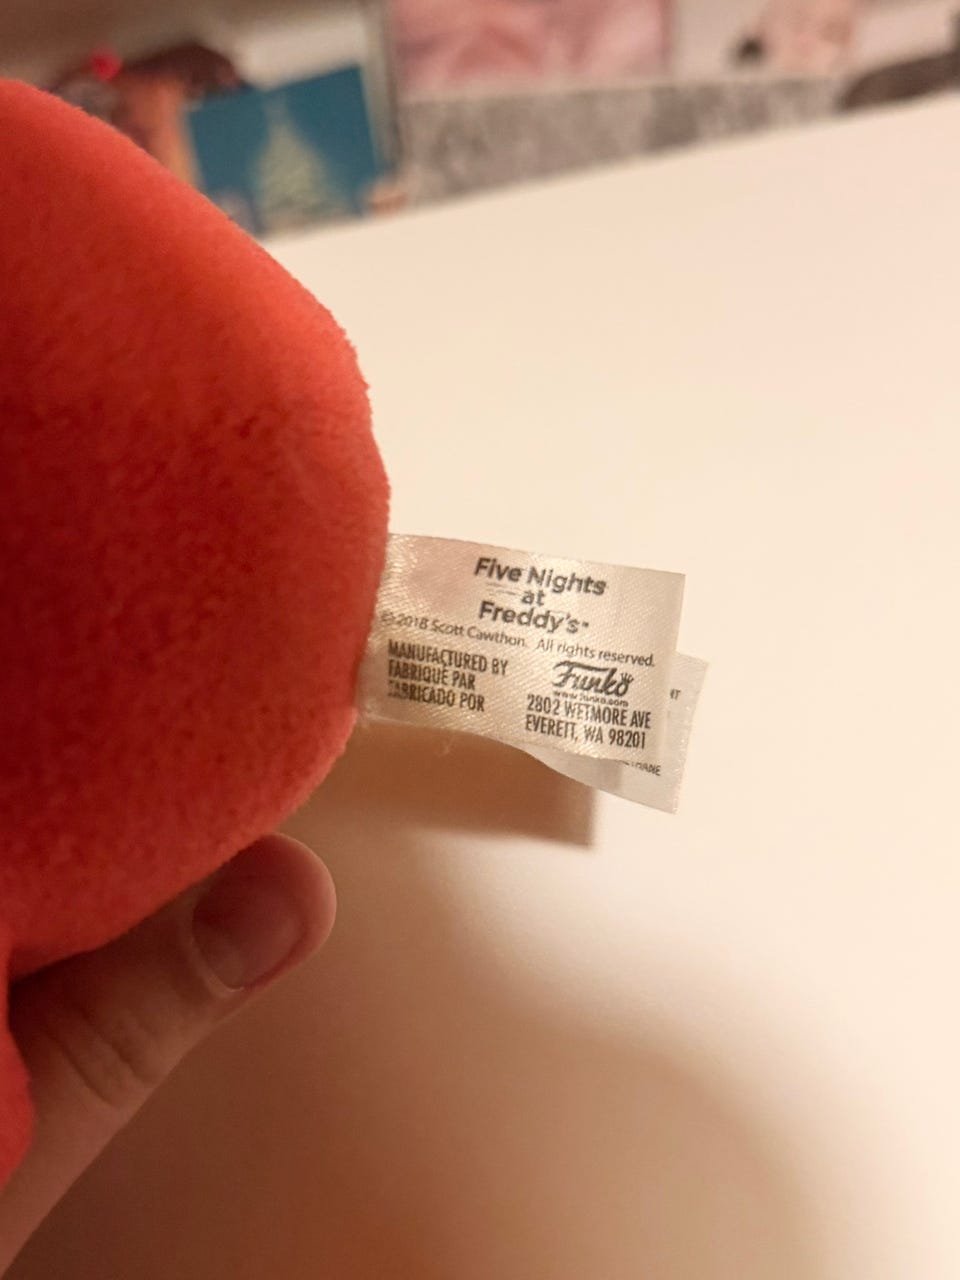 Five Nights
at
Freddy's™
© 2018 Scott Cawthon. All rights reserved.
MANUFACTURED BY
FABRIQUÉ PAR
FABRICADO POR
Funko
www.funko.com
2802 WETMORE AVE
EVERETT, WA 98201